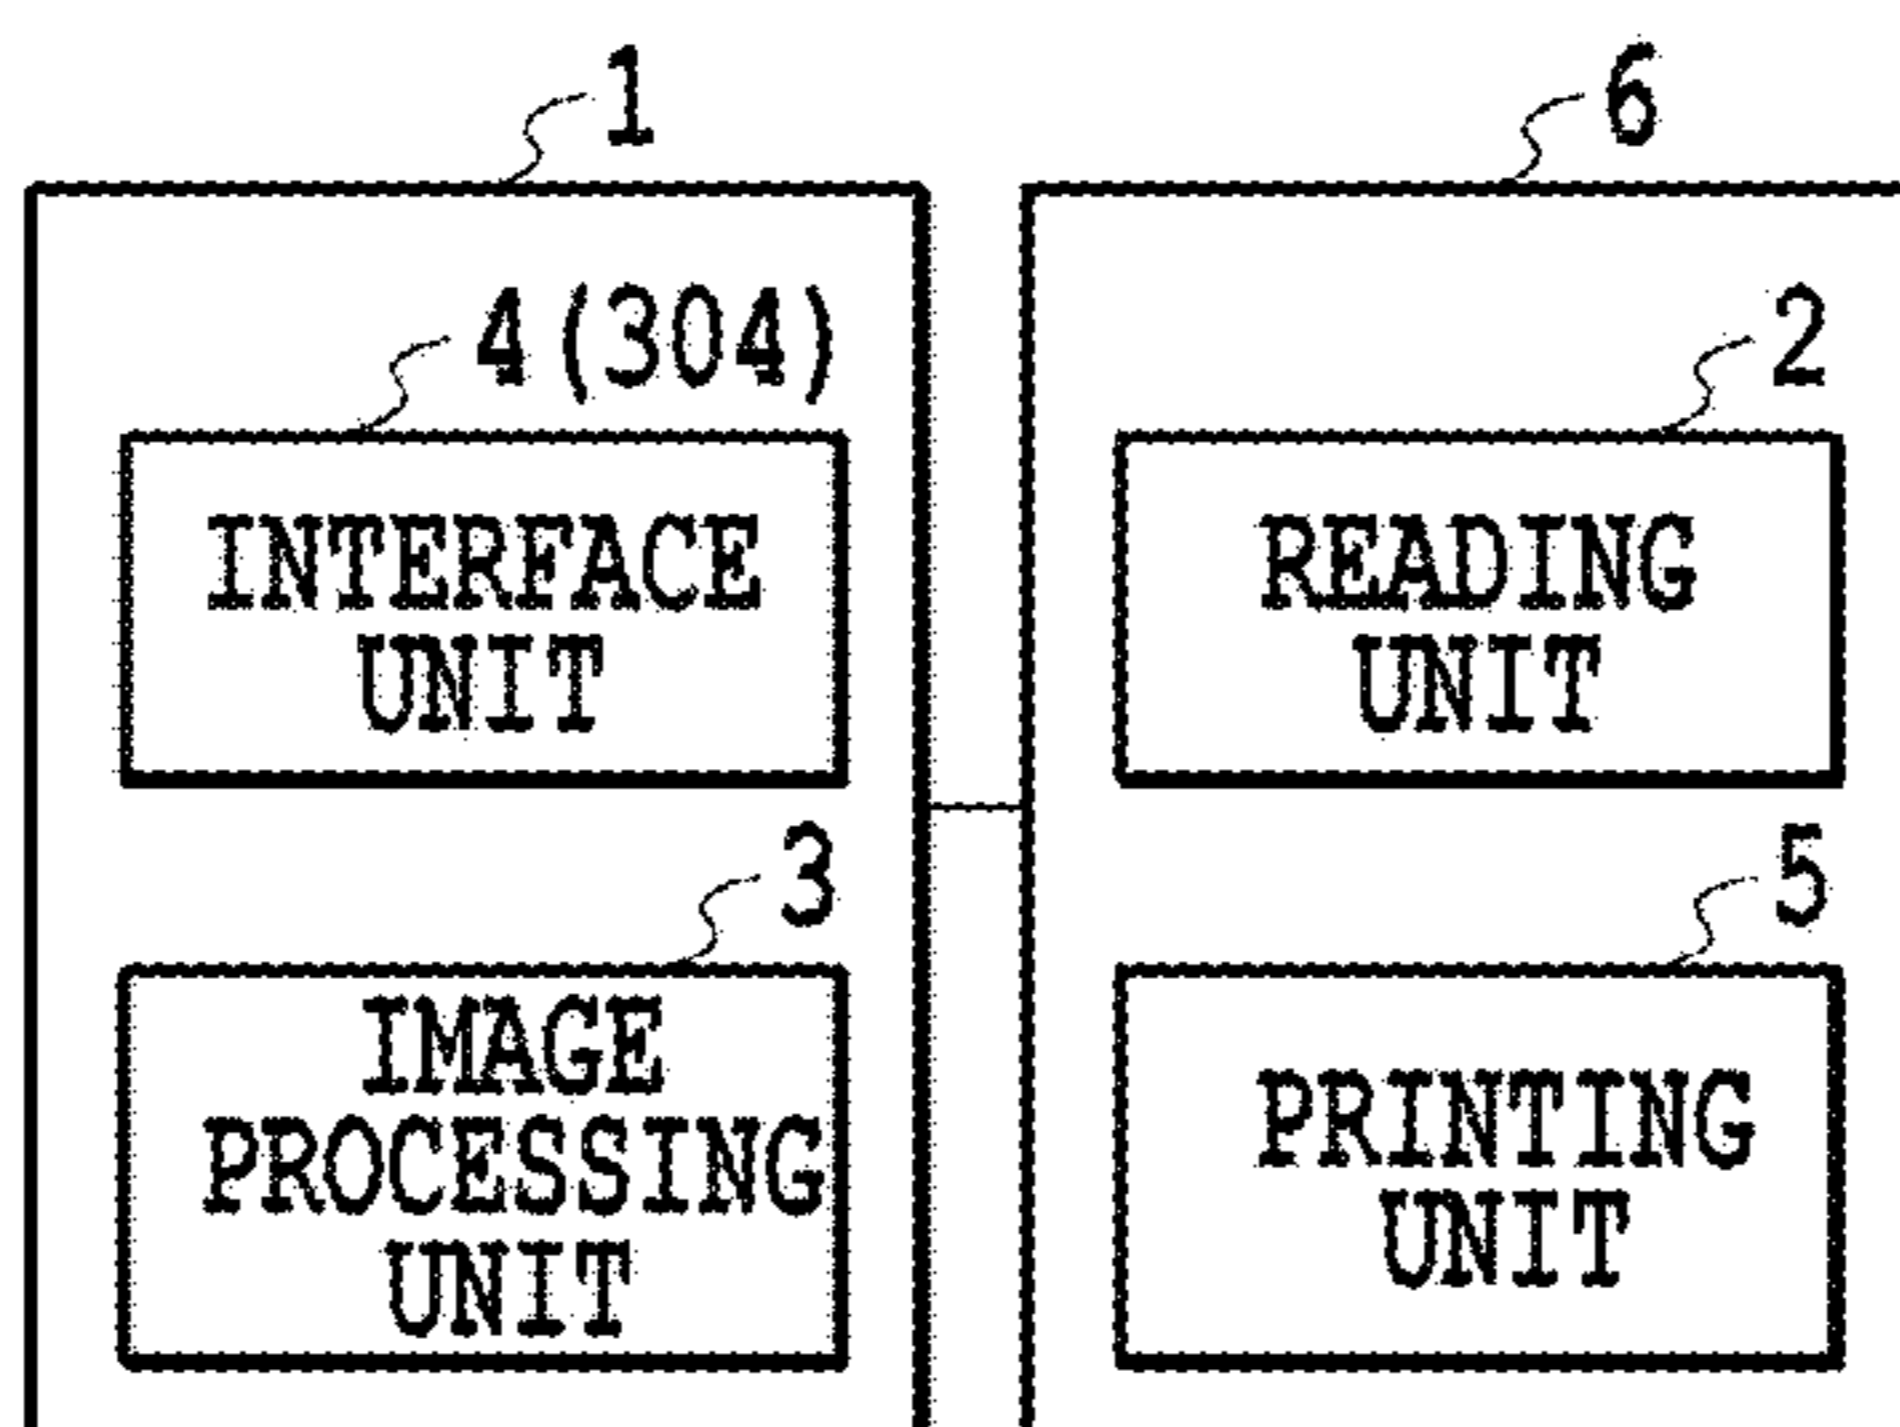 1
4(304)
INTERFACE
UNIT
3
IMAGE
PROCESSING
UNIT
6
2
READING
UNIT
5
PRINTING
UNIT